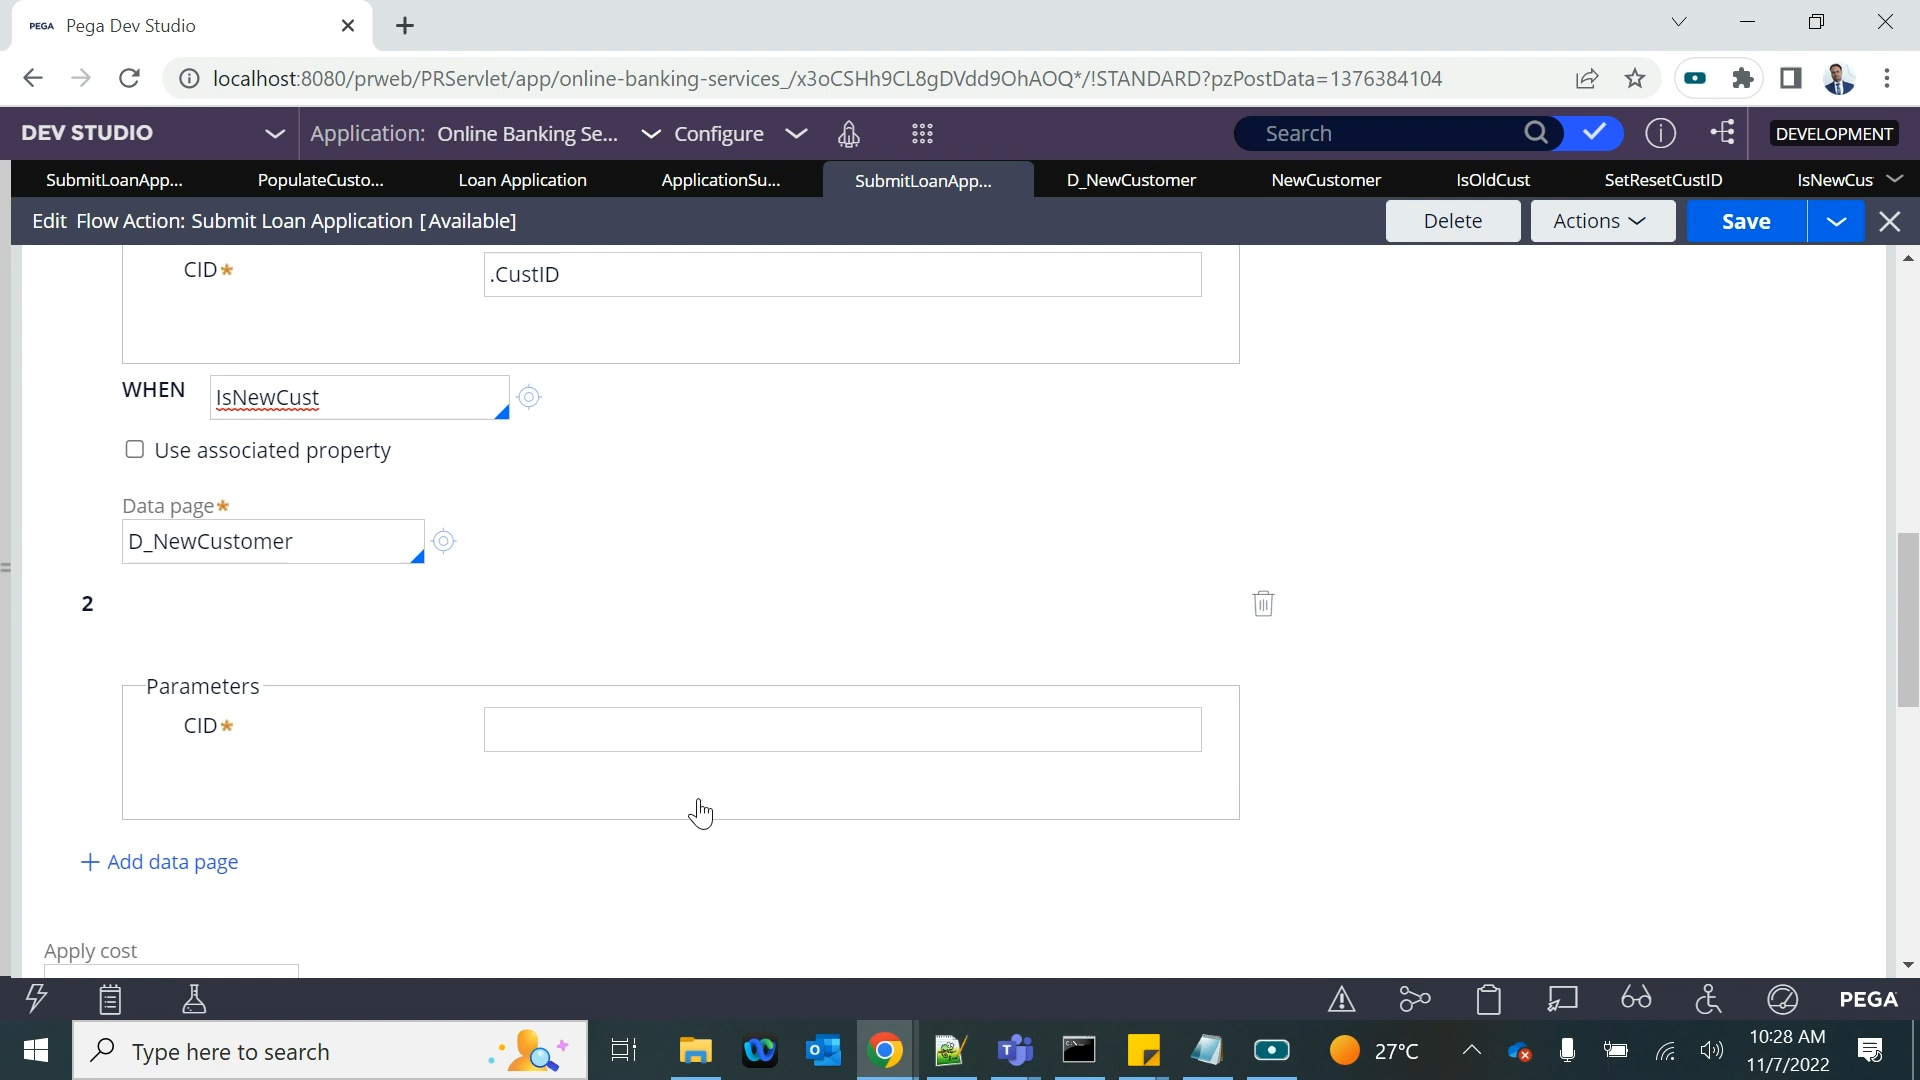 PEGA Pega Dev Studio
localhost:8080/prweb/PRServlet/app/online-banking-services_/x3oCSHh9CL8gDVdd9OhAOQ*/!STANDARD?pzPostData=1376384104
DEV STUDIO Application: Online Banking Se... Configure Search DEVELOPMENT
SubmitLoanApp... PopulateCusto... Loan Application ApplicationSu... SubmitLoanApp... D_NewCustomer NewCustomer IsOldCust SetResetCustID IsNewCus
Edit Flow Action: Submit Loan Application [Available] Delete Actions Save
CID* .CustID
WHEN IsNewCust
Use associated property
Data page*
D_NewCustomer
2
Parameters
CID*
+ Add data page
Apply cost
PEGA
Type here to search 27°C 10:28 AM
11/7/2022